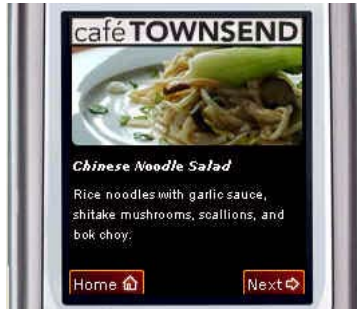 café TOWNSEND
Chinese Noodle Salad
Rice noodles with garlic sauce,
shitake mushrooms, scallions, and
bok choy.
Home
Next